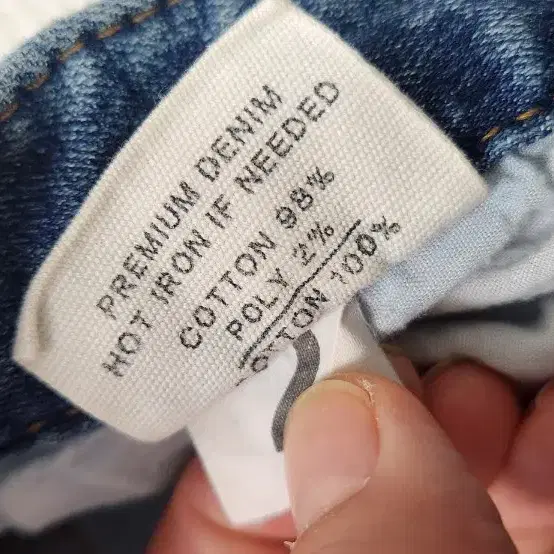 PREMIUM DENIM
HOT IRON IF NEEDED
COTTON 98%
POLY 2%
COTTON 100%